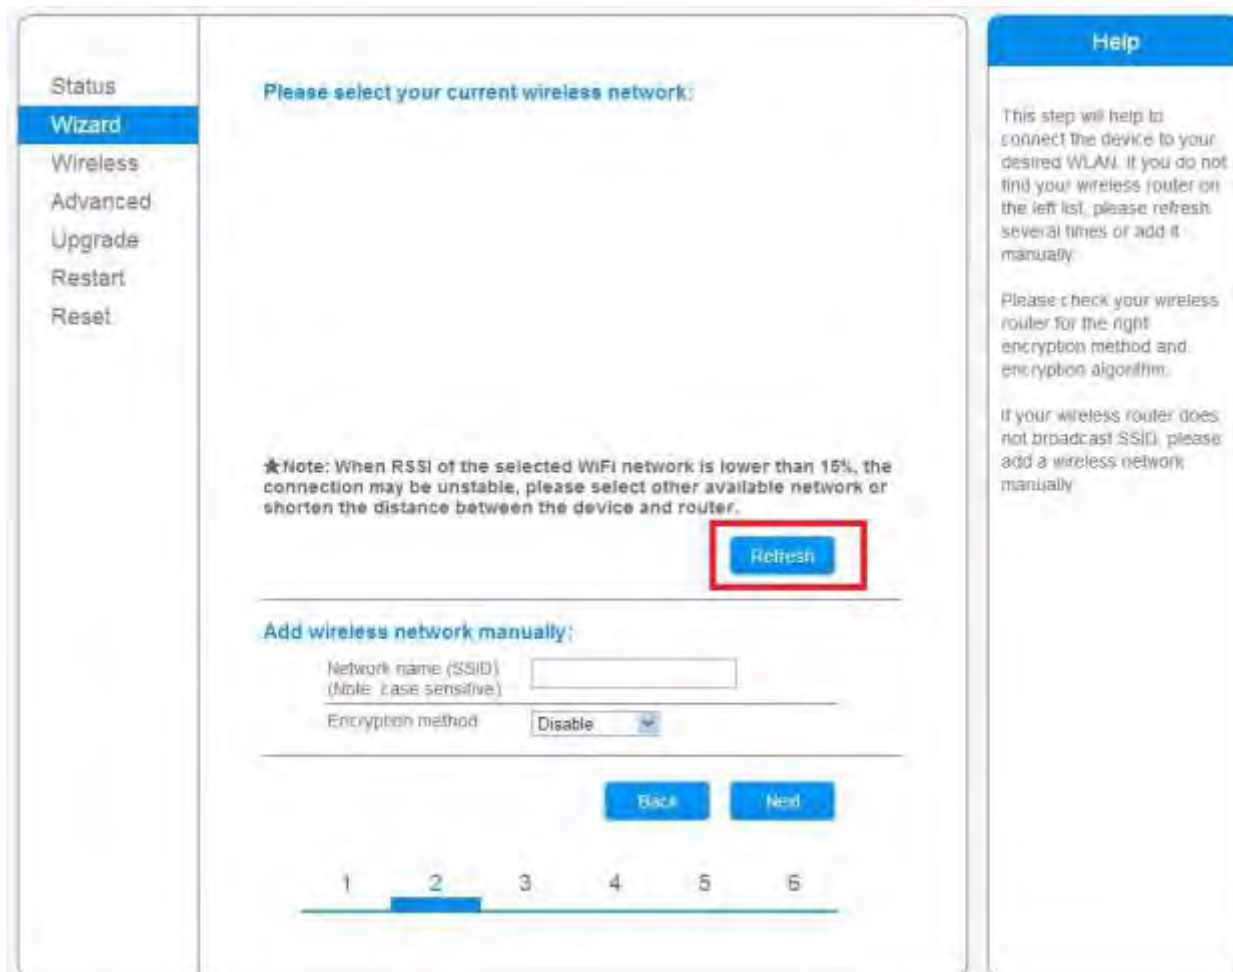 Status
Wizard
Wireless
Advanced
Upgrade
Restart
Reset
Please select your current wireless network:
★Note: When RSSI of the selected WiFi network is lower than 15%, the
connection may be unstable, please select other available network or
shorten the distance between the device and router.
Refresh
Add wireless network manually:
Network name (SSID)
(Note: case sensitive)
Encryption method
Disable
Back
Next
1 2 3 4 5 6
Help
This step will help to
connect the device to your
desired WLAN. If you do not
find your wireless router on
the left list, please refresh
several times or add it
manually.
Please check your wireless
router for the right
encryption method and
encryption algorithm.
If your wireless router does
not broadcast SSID, please
add a wireless network
manually